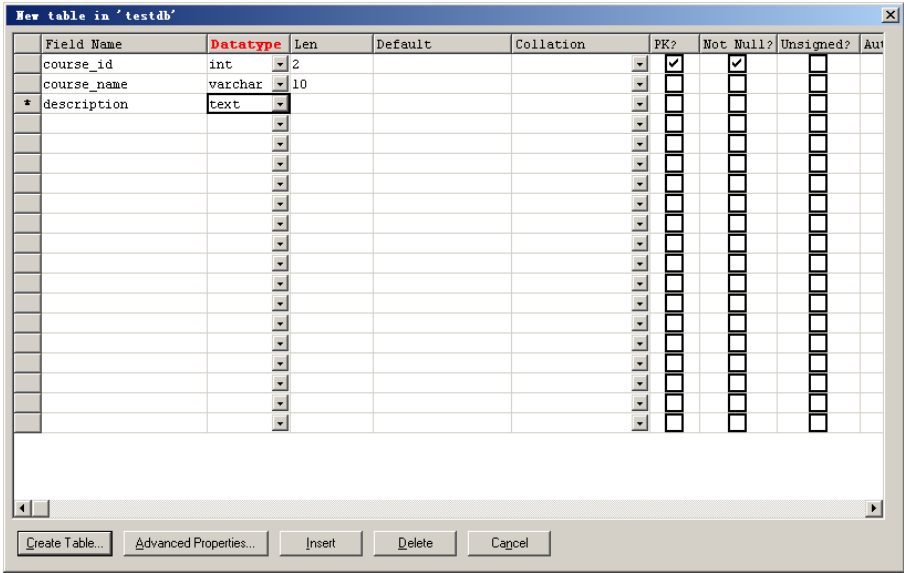 New table in 'testdb'
Field Name Datatype Len Default Collation PK? Not Null? Unsigned? Aut
course_id int 2
course_name varchar 10
* description text
Create Table... Advanced Properties... Insert Delete Cancel